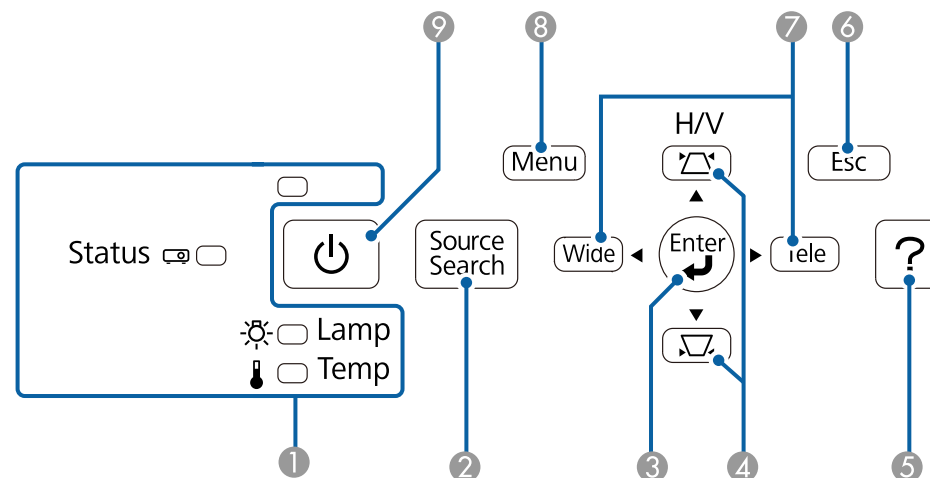 9
8
7
6
H/V
Menu
Esc
Status
Source
Search
Wide
Enter
Tele
?
Lamp
Temp
1
2
3
4
5